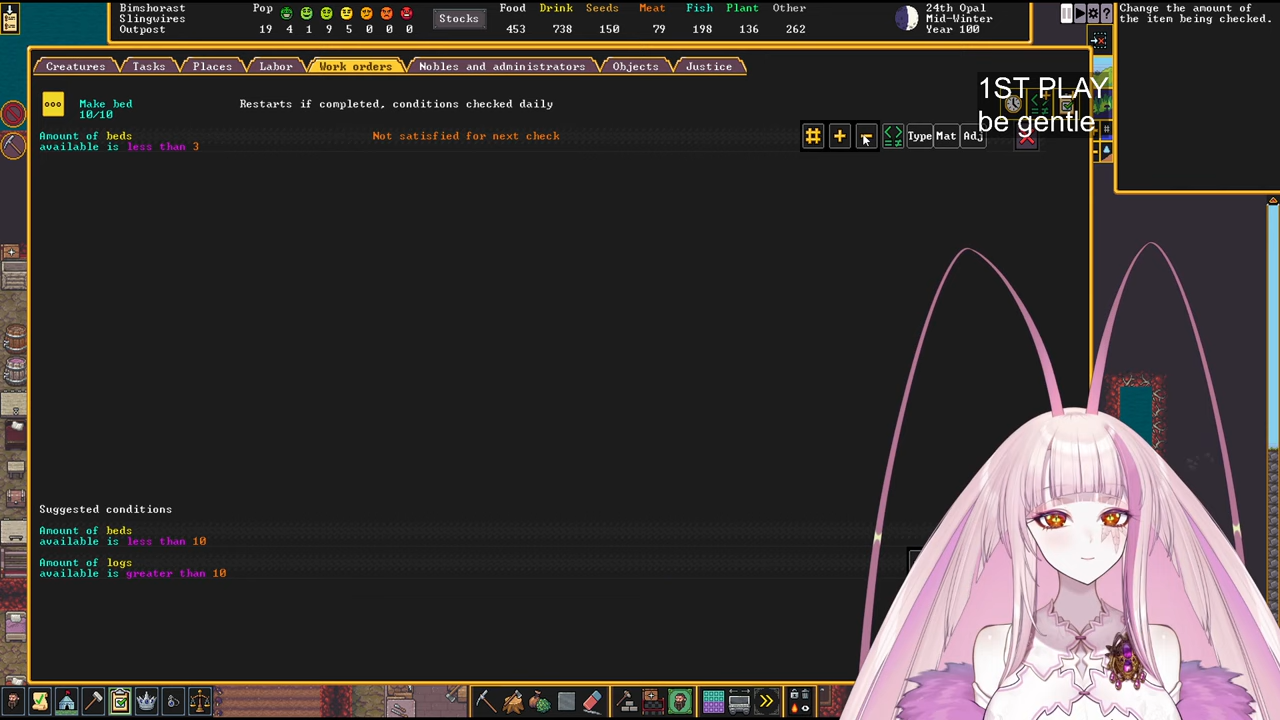 Binshorast
Slingwires
Outpost
Pop
19 4 1 9 5 0 0 0
Stocks
Food Drink Seeds Meat Fish Plant Other
453 738 150 79 198 136 262
24th Opal
Mid-Winter
Year 100
Change the amount of
the item being checked.
Creatures Tasks Places Labor Work orders Nobles and administrators Objects Justice
1ST PLAY
be gentle
Make bed
10/10
Restarts if completed, conditions checked daily
Amount of beds
available is less than 3
Not satisfied for next check
Type Mat Adj
Suggested conditions
Amount of beds
available is less than 10
Amount of logs
available is greater than 10